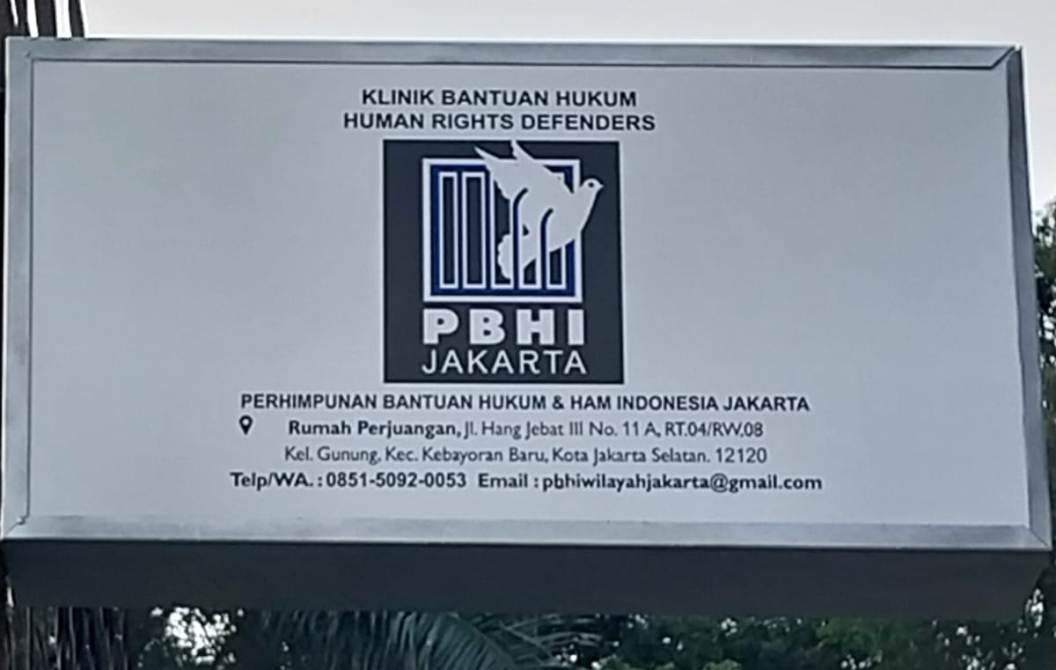 KLINIK BANTUAN HUKUM
HUMAN RIGHTS DEFENDERS
PBHI
JAKARTA
PERHIMPUNAN BANTUAN HUKUM & HAM INDONESIA JAKARTA
Rumah Perjuangan, Jl. Hang Jebat III No. 11 A, RT.04/RW.08
Kel. Gunung, Kec. Kebayoran Baru, Kota Jakarta Selatan. 12120
Telp/WA. : 0851-5092-0053 Email : pbhiwilayahjakarta@gmail.com